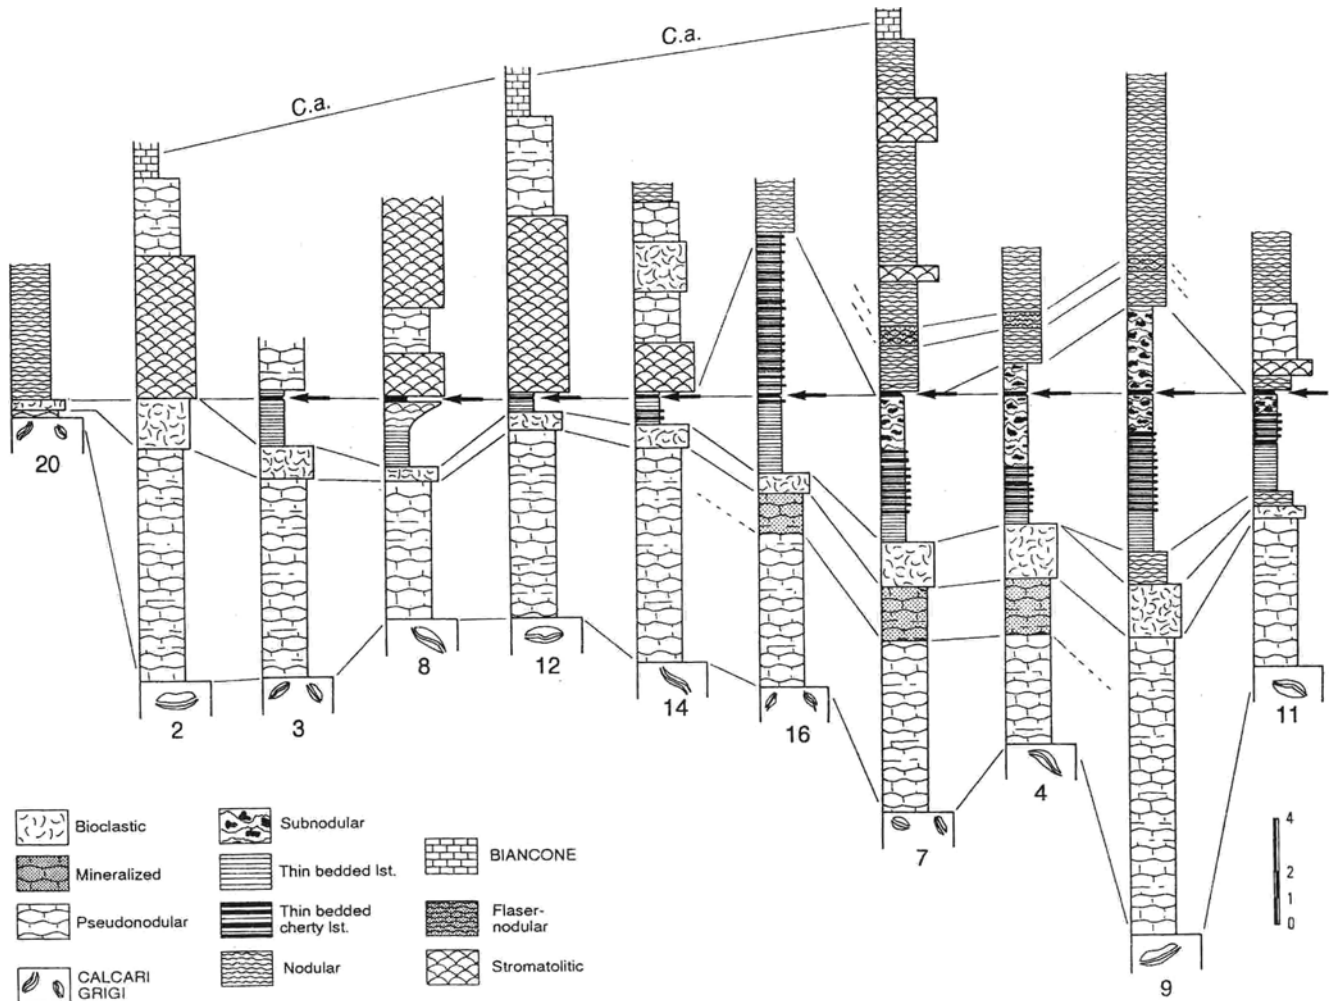 C.a.
C.a.
20
2
3
8
12
14
16
7
4
9
11
Bioclastic
Mineralized
Pseudonodular
CALCARI
GRIGI
Subnodular
Thin bedded lst.
Thin bedded
cherty lst.
Nodular
BIANCONE
Flaser-
nodular
Stromatolitic
4
2
1
0